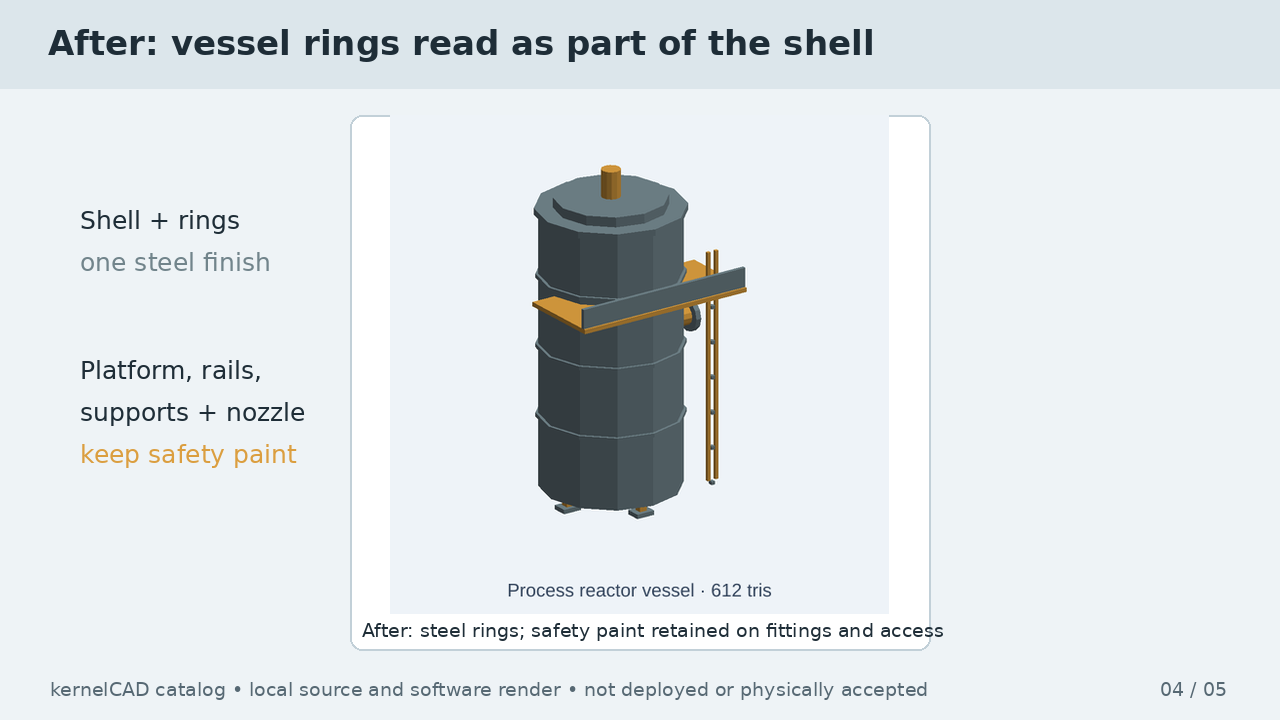 After: vessel rings read as part of the shell
Shell + rings
one steel finish
Platform, rails,
supports + nozzle
keep safety paint
Process reactor vessel · 612 tris
After: steel rings; safety paint retained on fittings and access
kernelCAD catalog • local source and software render • not deployed or physically accepted
04 / 05